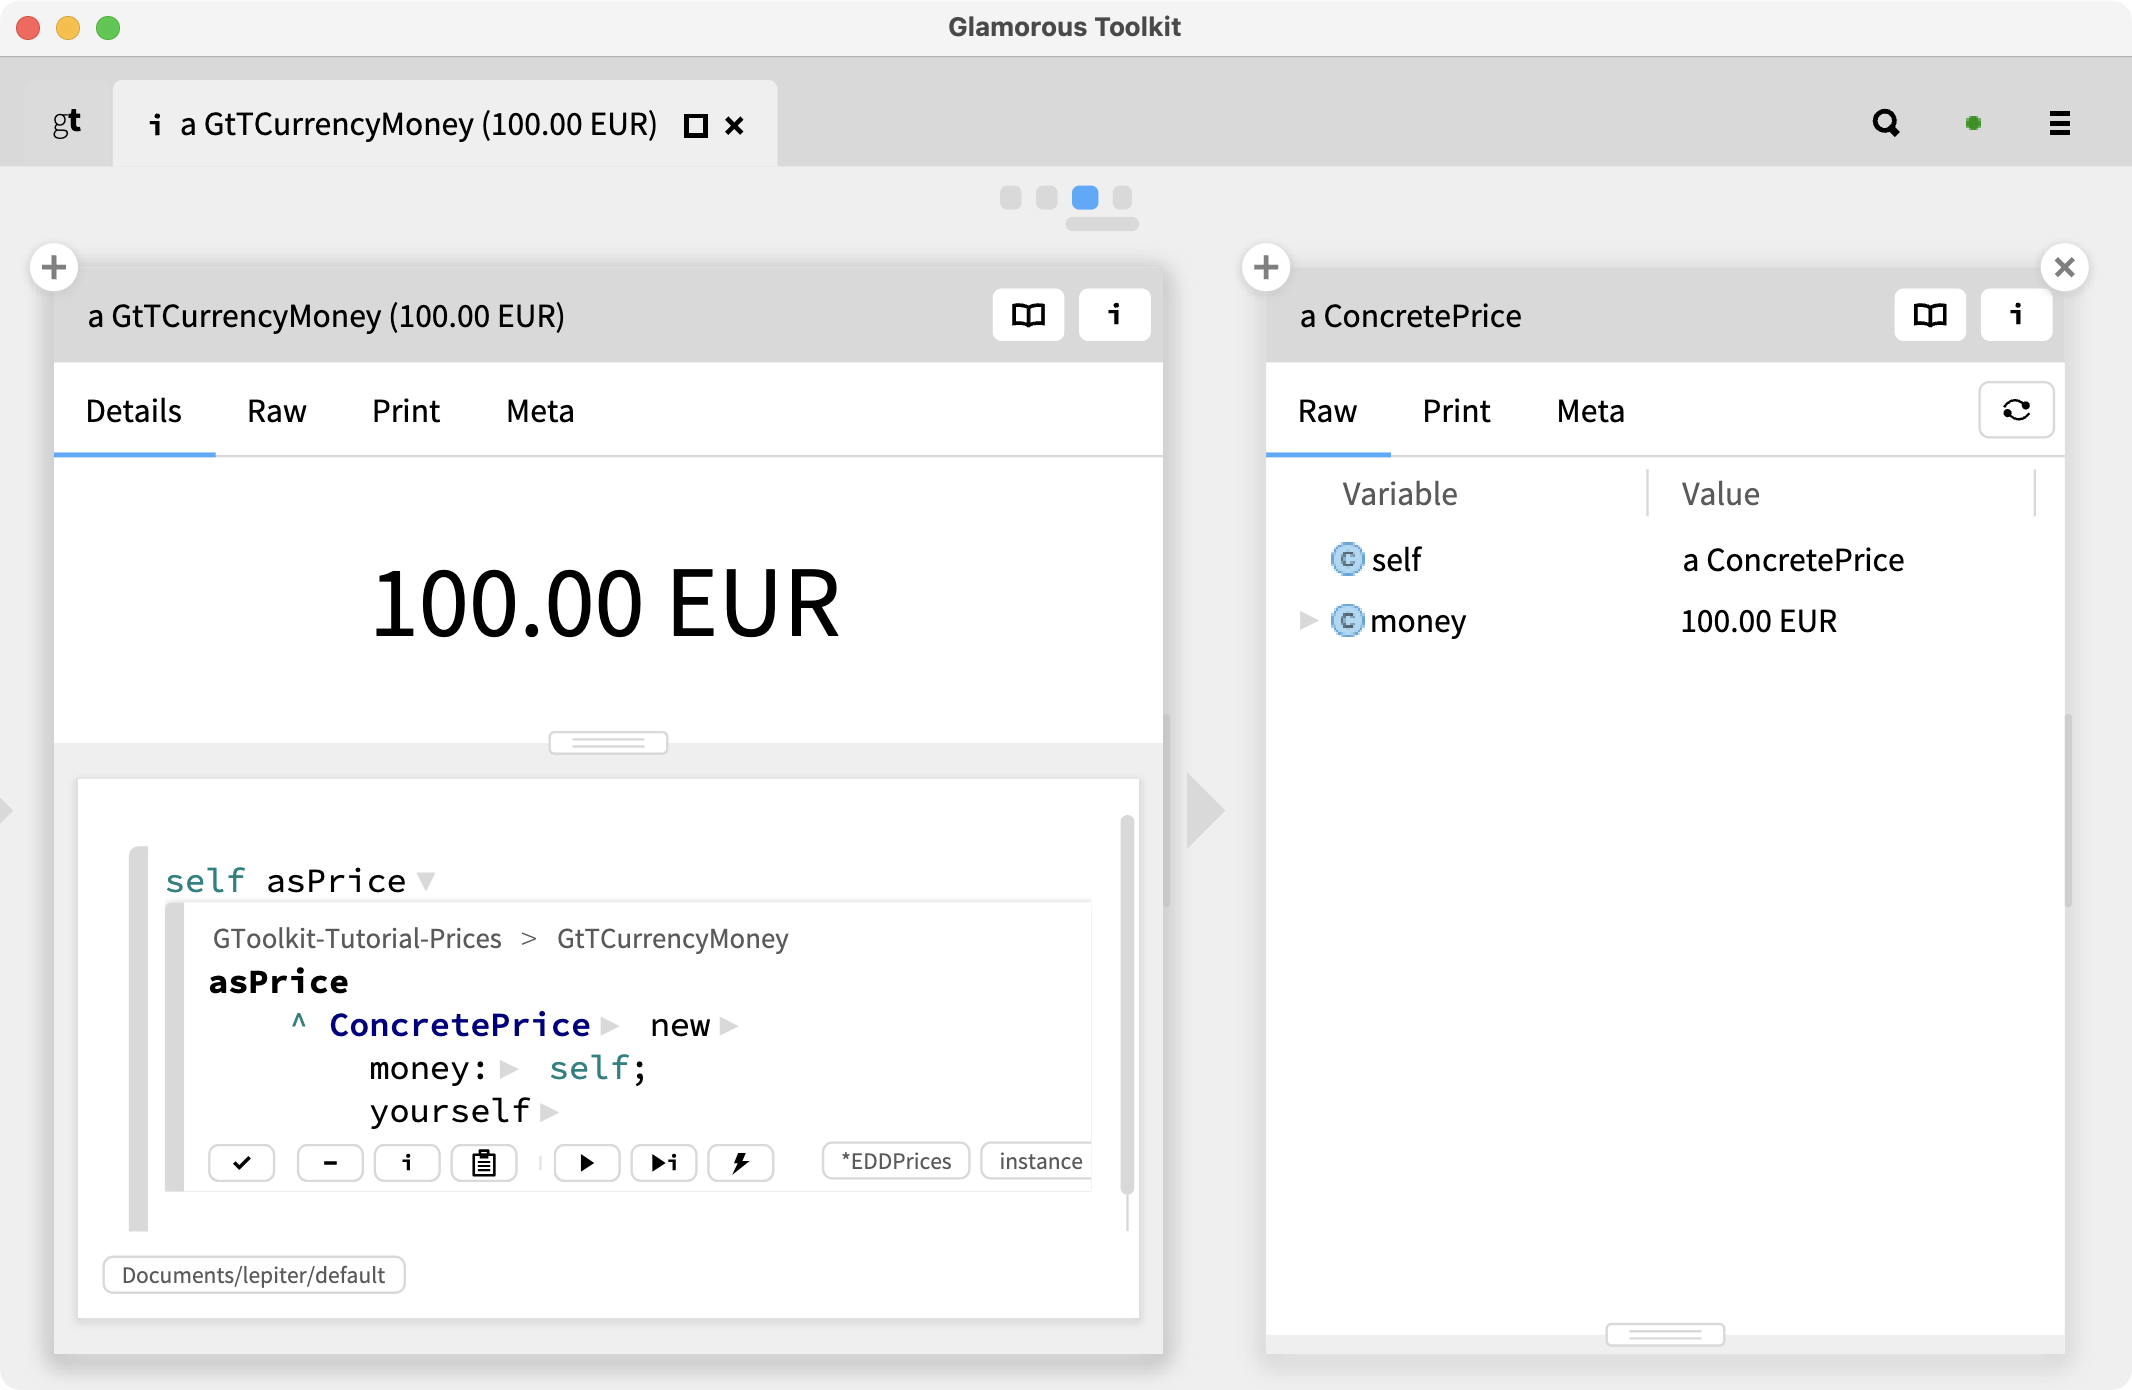 Glamorous Toolkit
gt
i a GtTCurrencyMoney (100.00 EUR)
a GtTCurrencyMoney (100.00 EUR)
i
Details Raw Print Meta
100.00 EUR
self asPrice
GToolkit-Tutorial-Prices > GtTCurrencyMoney
asPrice
^ ConcretePrice new
money: self;
yourself
i i *EDDPrices instance
Documents/lepiter/default
a ConcretePrice
i
Raw Print Meta
Variable Value
C self a ConcretePrice
C money 100.00 EUR